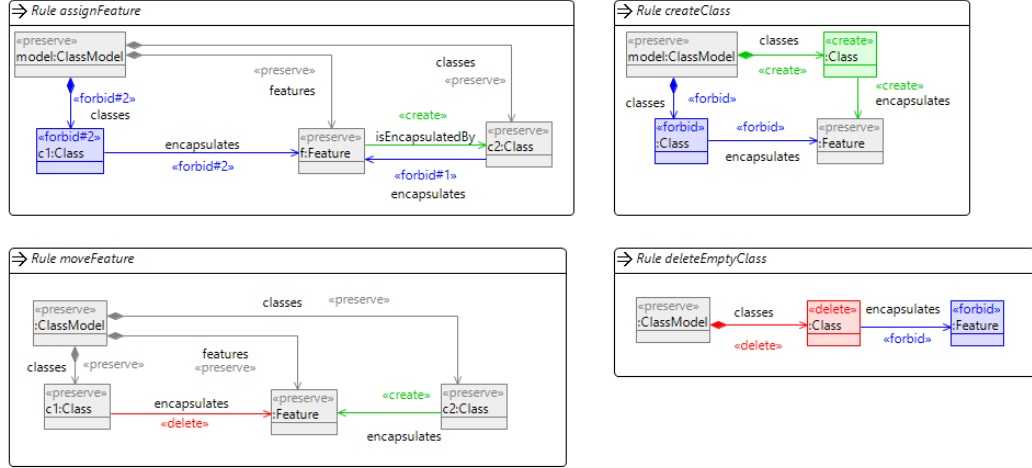 Rule assignFeature
«preserve»
model:ClassModel
classes
«preserve»
«preserve»
features
«forbid#2»
classes
«create»
«forbid#2»
c1:Class
encapsulates
«forbid#2»
«preserve»
f:Feature
isEncapsulatedBy
«preserve»
c2:Class
«forbid#1»
encapsulates
Rule createClass
«preserve»
model:ClassModel
classes
«create»
«create»
:Class
classes
«forbid»
«create»
encapsulates
«forbid»
:Class
«forbid»
encapsulates
«preserve»
:Feature
Rule moveFeature
«preserve»
:ClassModel
classes
«preserve»
classes
«preserve»
features
«preserve»
«preserve»
c1:Class
encapsulates
«delete»
«preserve»
:Feature
«create»
encapsulates
«preserve»
c2:Class
Rule deleteEmptyClass
«preserve»
:ClassModel
classes
«delete»
«delete»
:Class
encapsulates
«forbid»
«forbid»
:Feature